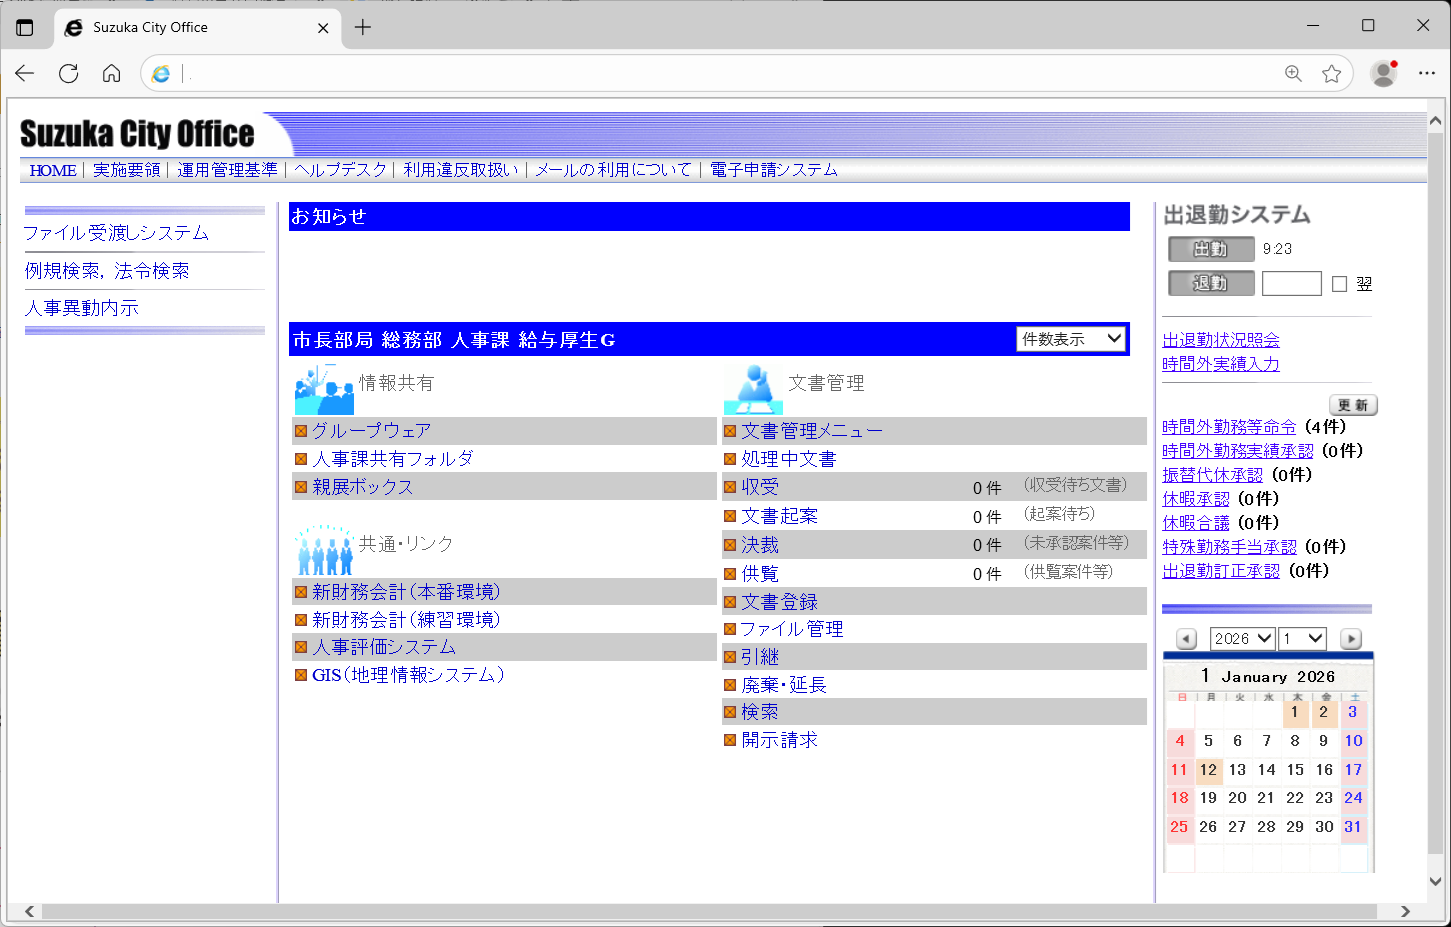 Suzuka City Office
Suzuka City Office
HOME | 実施要領 | 運用管理基準 | ヘルプデスク | 利用違反取扱い | メールの利用について | 電子申請システム
ファイル受渡しシステム
例規検索, 法令検索
人事異動内示
お知らせ
市長部局 総務部 人事課 給与厚生G
件数表示
情報共有
グループウェア
人事課共有フォルダ
親展ボックス
共通・リンク
新財務会計(本番環境)
新財務会計(練習環境)
人事評価システム
GIS(地理情報システム)
文書管理
文書管理メニュー
処理中文書
収受 0 件 (収受待ち文書)
文書起案 0 件 (起案待ち)
決裁 0 件 (未承認案件等)
供覧 0 件 (供覧案件等)
文書登録
ファイル管理
引継
廃棄・延長
検索
開示請求
出退勤システム
出勤 9:23
退勤 翌
出退勤状況照会
時間外実績入力
更新
時間外勤務等命令 (4件)
時間外勤務実績承認 (0件)
振替代休承認 (0件)
休暇承認 (0件)
休暇合議 (0件)
特殊勤務手当承認 (0件)
出退勤訂正承認 (0件)
2026 1
1 January 2026
日 月 火 水 木 金 土
1 2 3
4 5 6 7 8 9 10
11 12 13 14 15 16 17
18 19 20 21 22 23 24
25 26 27 28 29 30 31